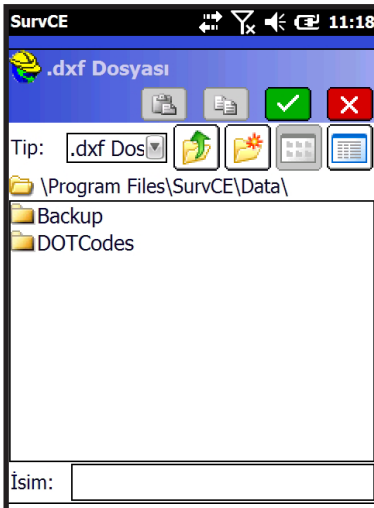 SurvCE 11:18
.dxf Dosyası
Tip: .dxf Dos
\Program Files\SurvCE\Data\
Backup
DOTCodes
İsim: